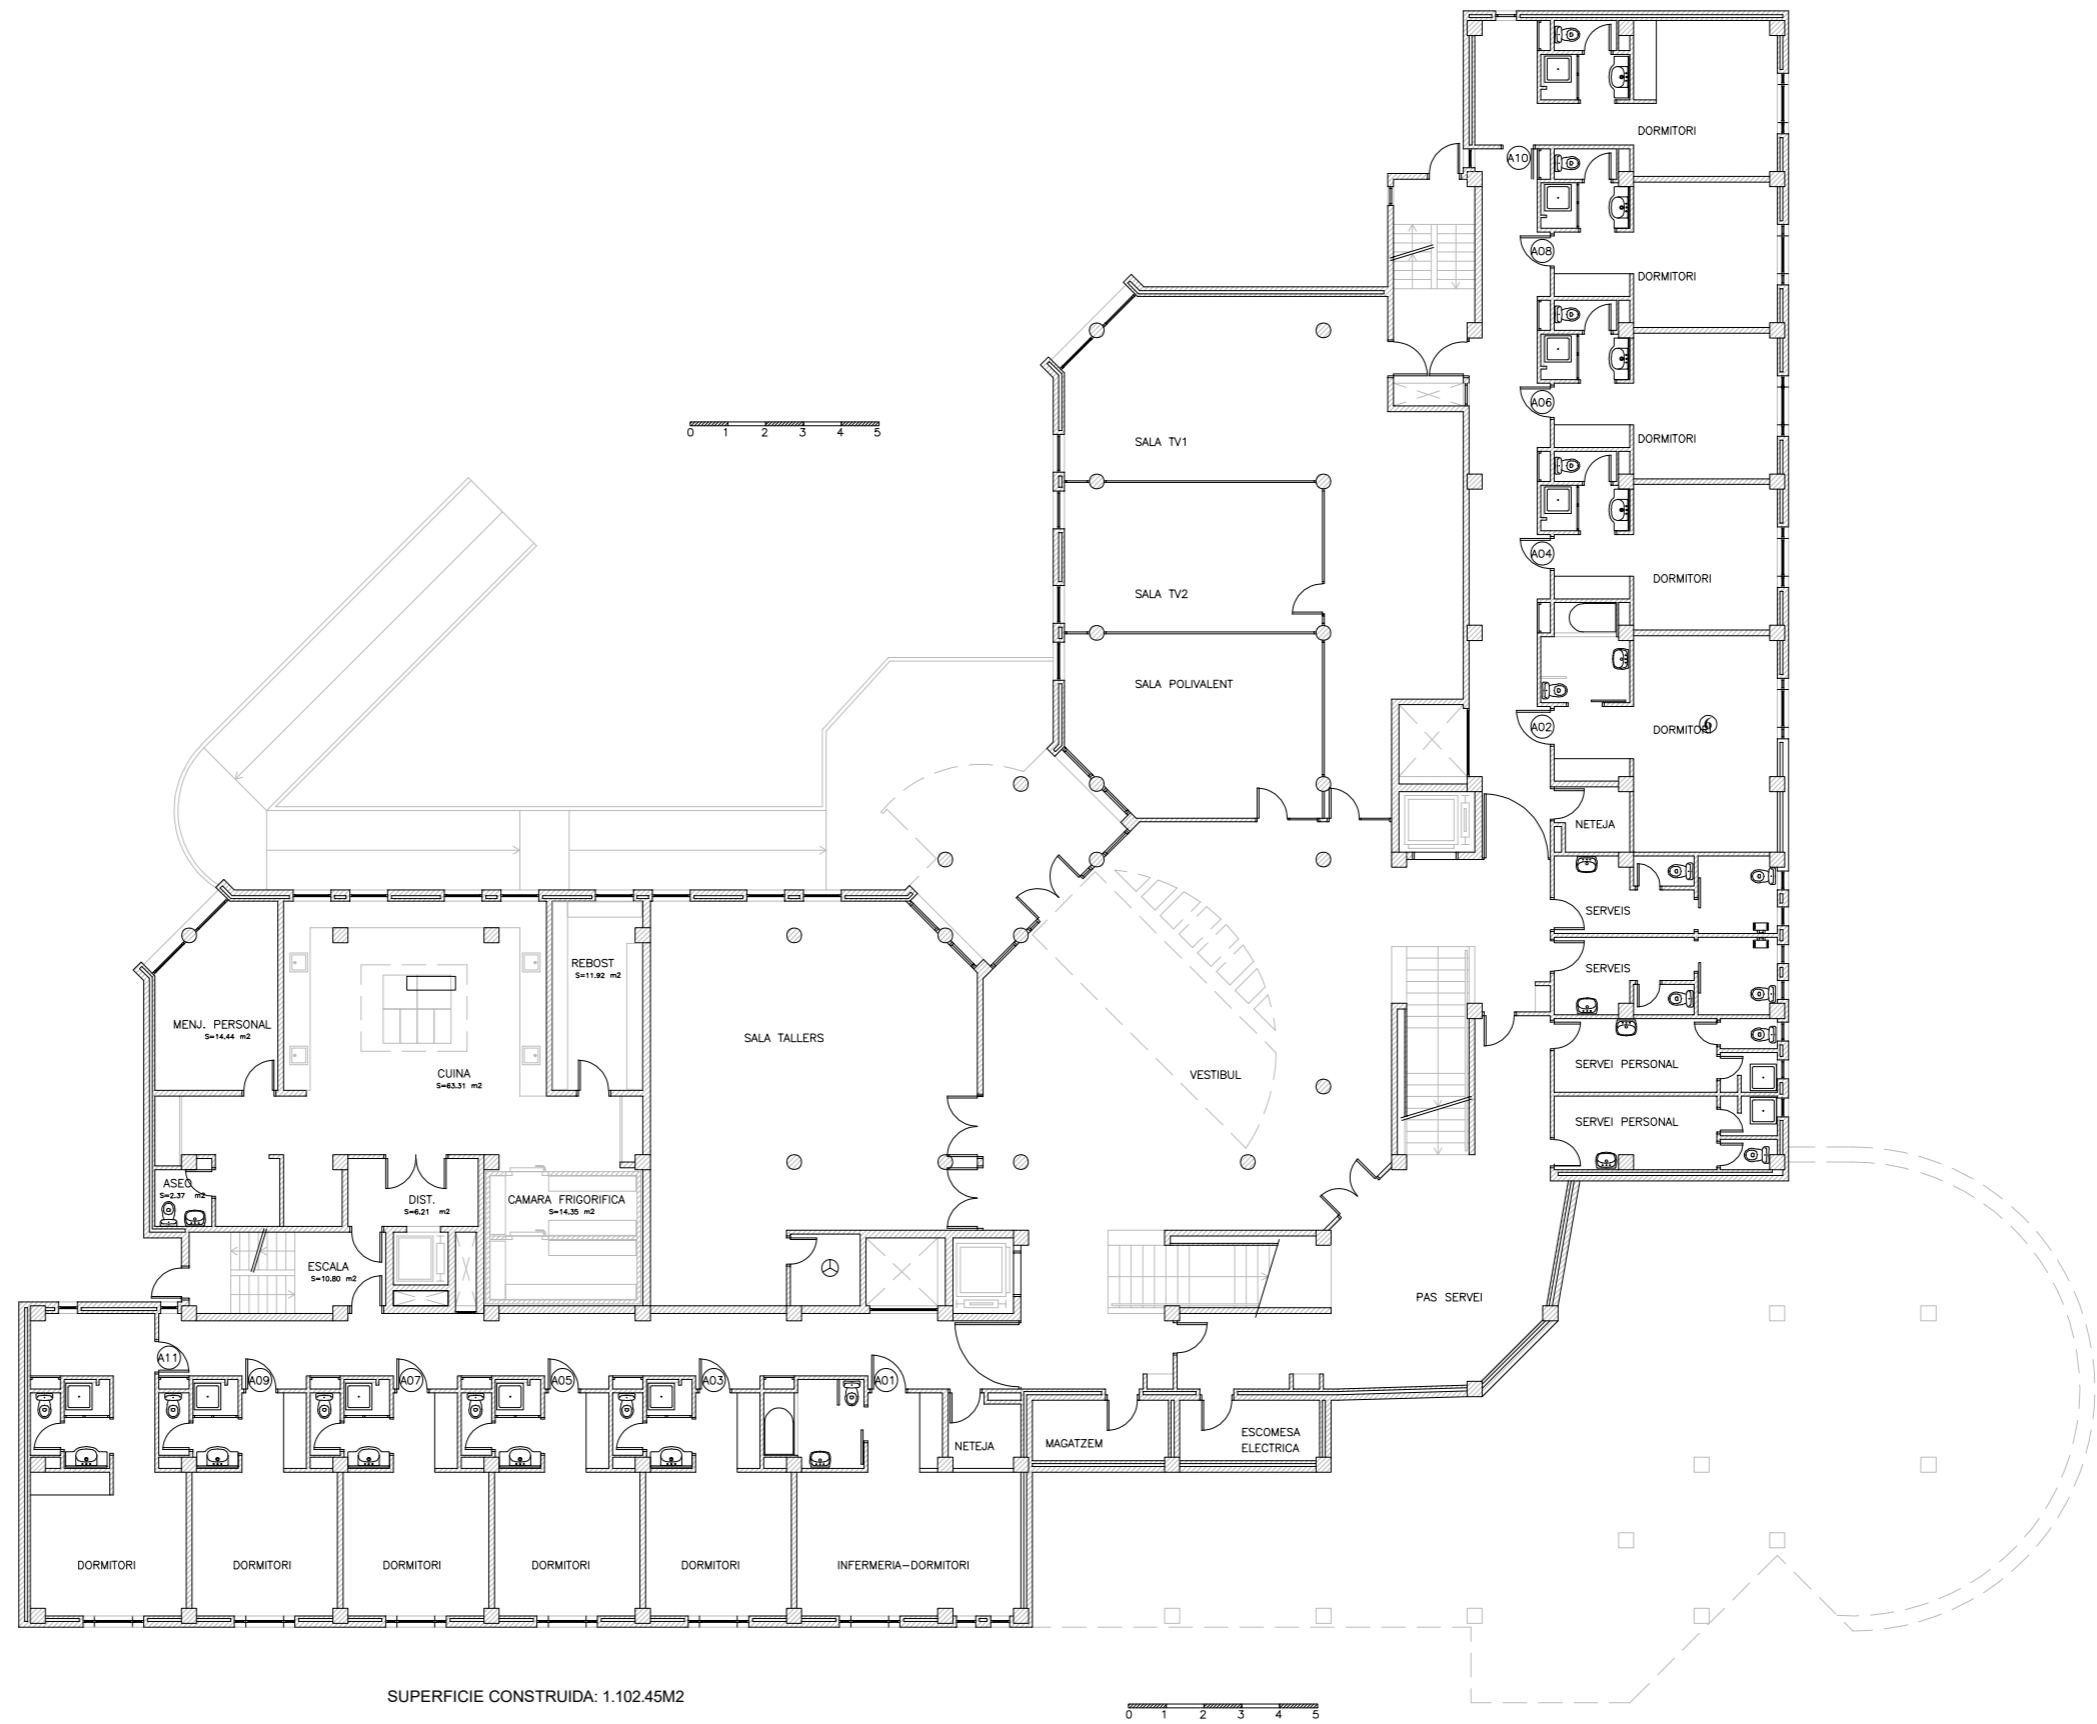 DORMITORI
A10
A08
DORMITORI
0 1 2 3 4 5
SALA TV1
A06
DORMITORI
A04
DORMITORI
SALA TV2
SALA POLIVALENT
A02
DORMITORI
6
NETEJA
SERVEIS
REBOST
S=11.92 m2
SERVEIS
MENJ. PERSONAL
S=14.44 m2
SALA TALLERS
CUINA
S=63.31 m2
VESTIBUL
SERVEI PERSONAL
SERVEI PERSONAL
ASEO
S=2.37 m2
DIST.
S=6.21 m2
CAMARA FRIGORIFICA
S=14.35 m2
ESCALA
S=10.80 m2
PAS SERVEI
A11
A09
A07
A05
A03
A01
NETEJA
MAGATZEM
ESCOMESA
ELECTRICA
DORMITORI
DORMITORI
DORMITORI
DORMITORI
DORMITORI
INFERMERIA-DORMITORI
SUPERFICIE CONSTRUIDA: 1.102.45M2
0 1 2 3 4 5